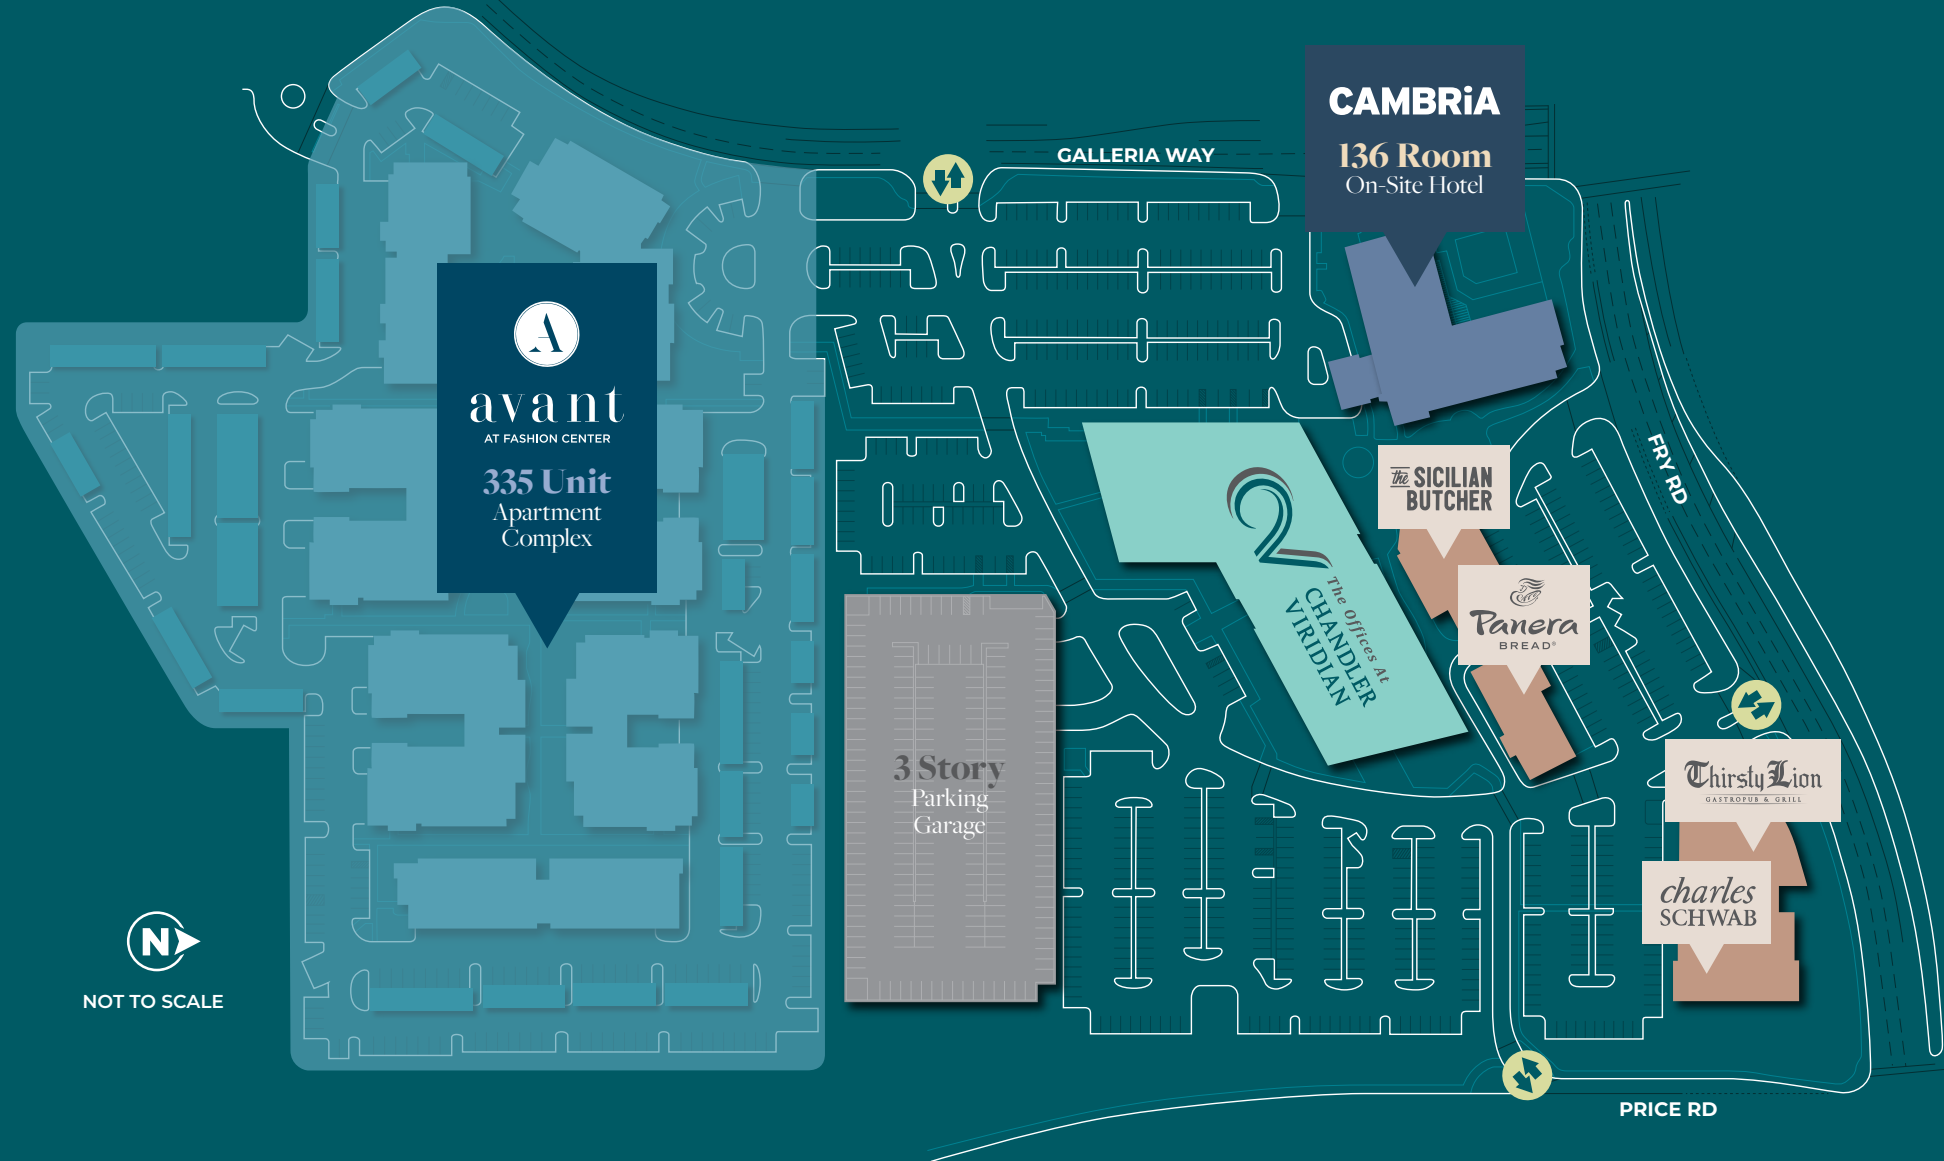 CAMBRiA
136 Room
On-Site Hotel
GALLERIA WAY
A
avant
AT FASHION CENTER
335 Unit
Apartment
Complex
FRY RD
the SICILIAN
BUTCHER
2
The Offices At
CHANDLER
VIRIDIAN
Panera
BREAD®
Thirsty Lion
GASTROPUB & GRILL
3 Story
Parking
Garage
charles
SCHWAB
N
NOT TO SCALE
PRICE RD